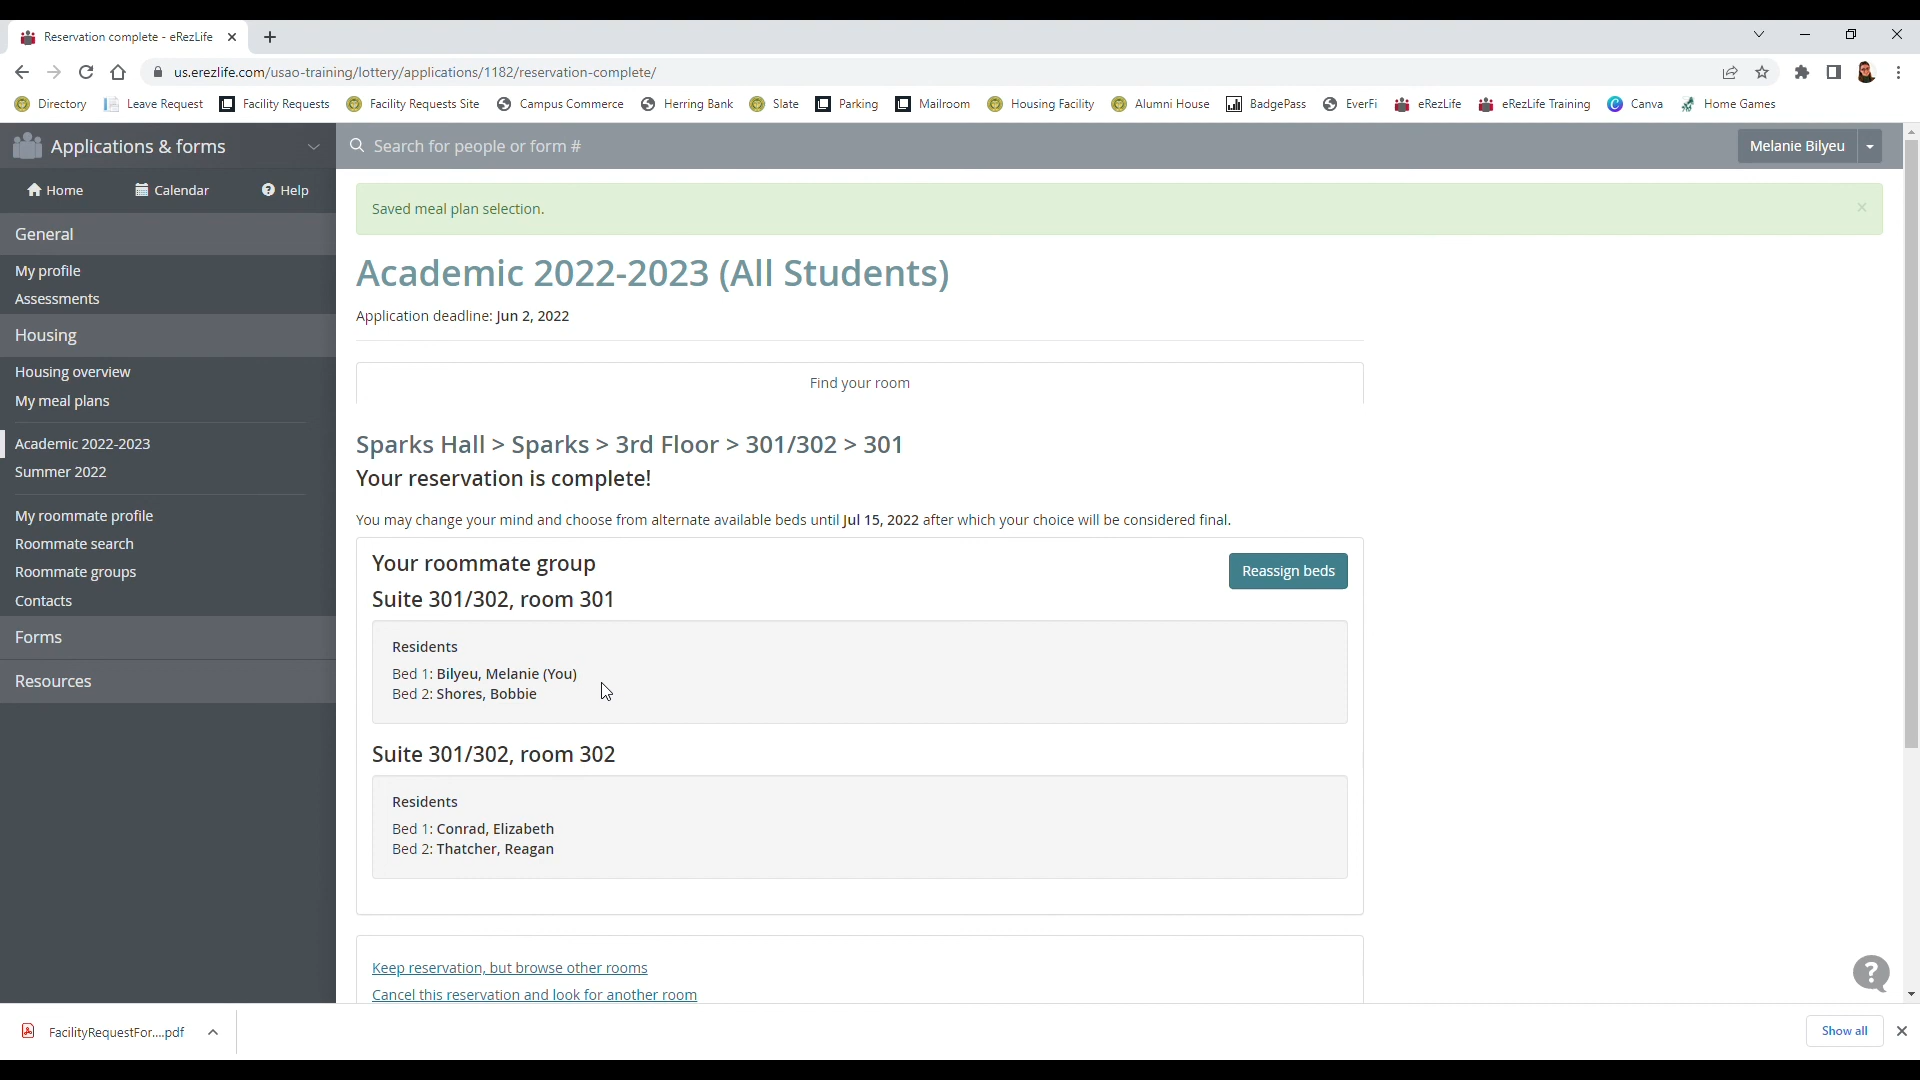 Reservation complete - eRezLife
us.erezlife.com/usao-training/lottery/applications/1182/reservation-complete/
Directory Leave Request Facility Requests Facility Requests Site Campus Commerce Herring Bank Slate Parking Mailroom Housing Facility Alumni House BadgePass EverFi eRezLife eRezLife Training Canva Home Games
Applications & forms
Search for people or form #
Melanie Bilyeu
Home Calendar Help
General
My profile
Assessments
Housing
Housing overview
My meal plans
Academic 2022-2023
Summer 2022
My roommate profile
Roommate search
Roommate groups
Contacts
Forms
Resources
Saved meal plan selection.
Academic 2022-2023 (All Students)
Application deadline: Jun 2, 2022
Find your room
Sparks Hall > Sparks > 3rd Floor > 301/302 > 301
Your reservation is complete!
You may change your mind and choose from alternate available beds until Jul 15, 2022 after which your choice will be considered final.
Your roommate group
Reassign beds
Suite 301/302, room 301
Residents
Bed 1: Bilyeu, Melanie (You)
Bed 2: Shores, Bobbie
Suite 301/302, room 302
Residents
Bed 1: Conrad, Elizabeth
Bed 2: Thatcher, Reagan
Keep reservation, but browse other rooms
Cancel this reservation and look for another room
?
FacilityRequestFor....pdf
Show all